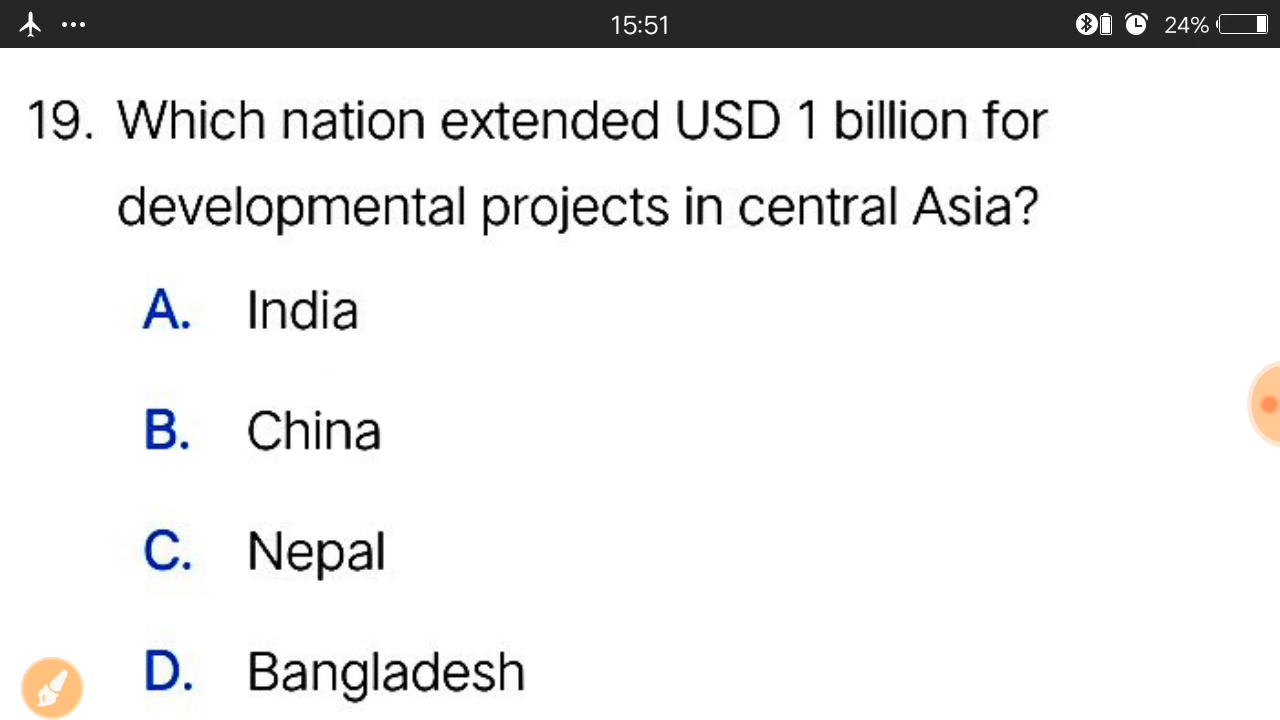 15:51
24%
19. Which nation extended USD 1 billion for
developmental projects in central Asia?
A. India
B. China
C. Nepal
D. Bangladesh